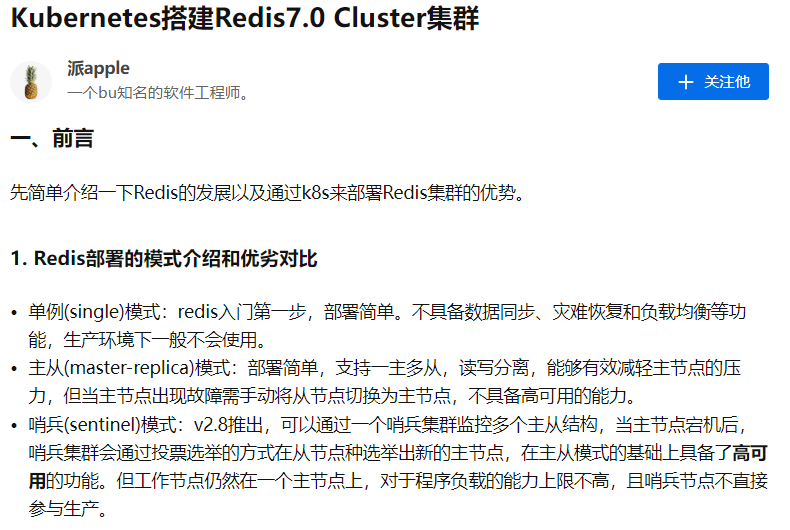 Kubernetes搭建Redis7.0 Cluster集群
派apple
一个bu知名的软件工程师。
关注他
一、前言
先简单介绍一下Redis的发展以及通过k8s来部署Redis集群的优势。
1. Redis部署的模式介绍和优劣对比
• 单例(single)模式：redis入门第一步，部署简单。不具备数据同步、灾难恢复和负载均衡等功
能，生产环境下一般不会使用。
• 主从(master-replica)模式：部署简单，支持一主多从，读写分离，能够有效减轻主节点的压
力，但当主节点出现故障需手动将从节点切换为主节点，不具备高可用的能力。
• 哨兵(sentinel)模式：v2.8推出，可以通过一个哨兵集群监控多个主从结构，当主节点宕机后，
哨兵集群会通过投票选举的方式在从节点种选举出新的主节点，在主从模式的基础上具备了高可
用的功能。但工作节点仍然在一个主节点上，对于程序负载的能力上限不高，且哨兵节点不直接
参与生产。